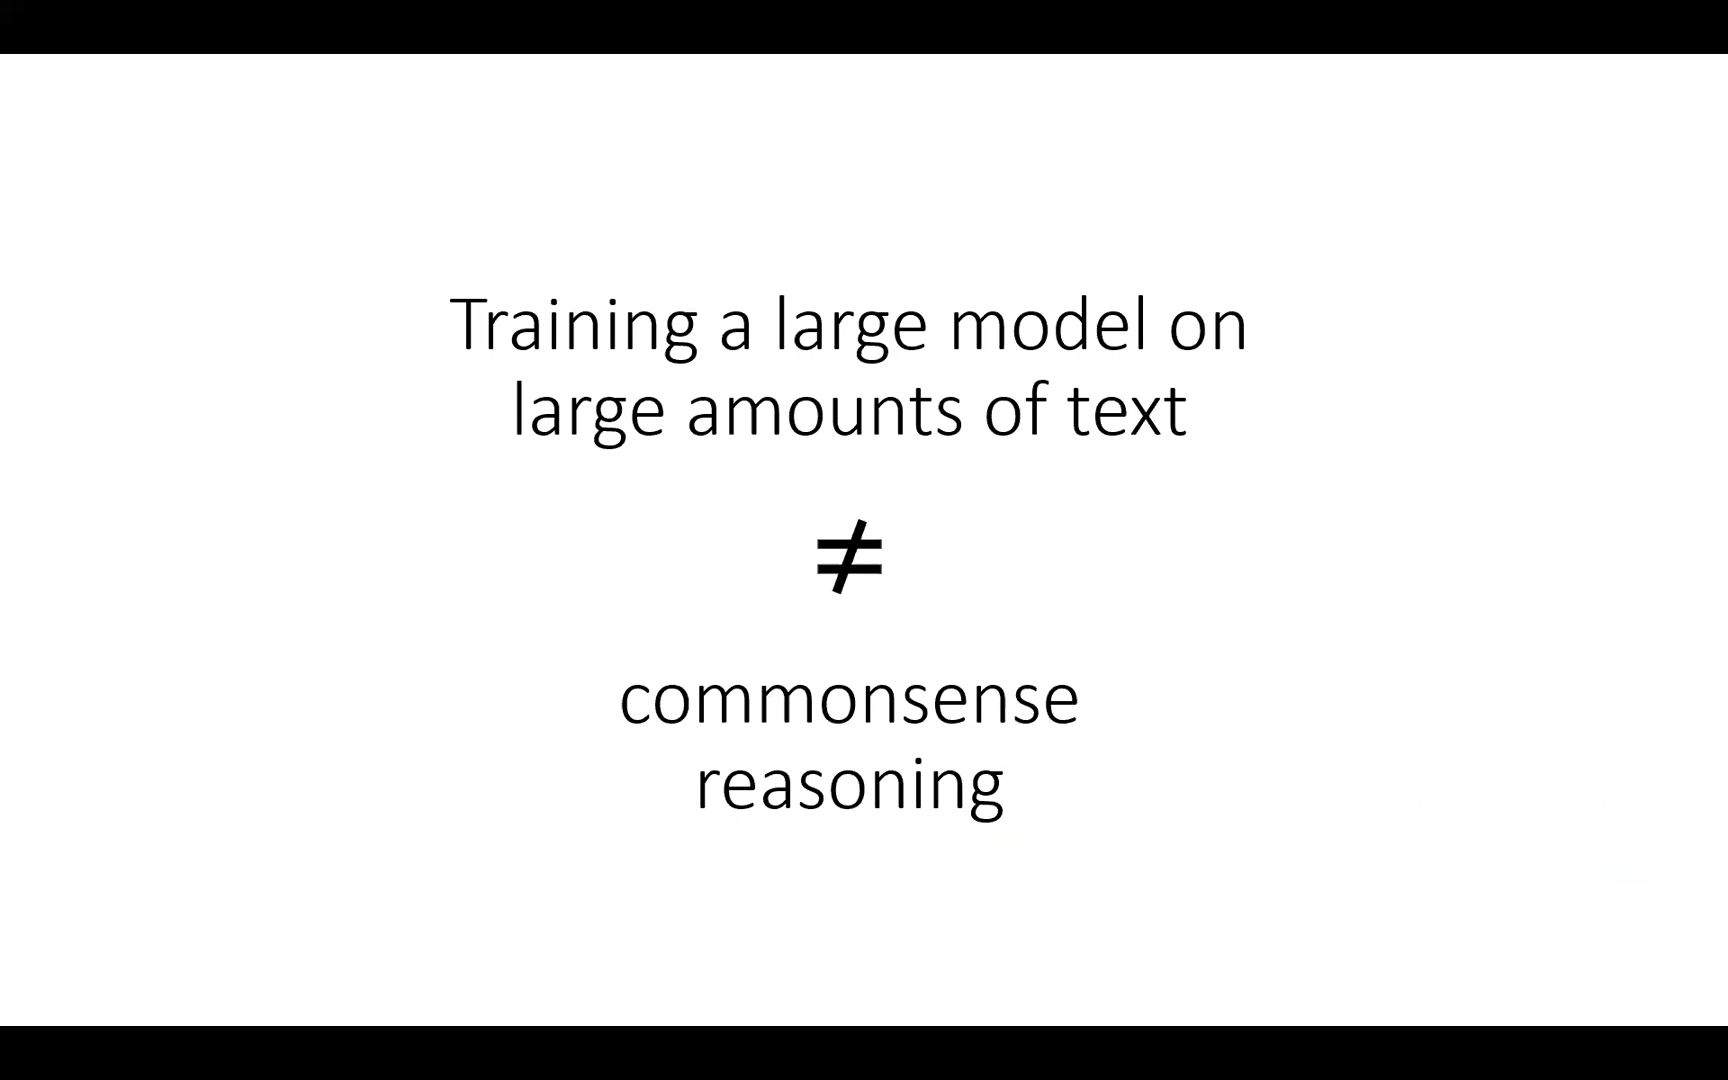 Training a large model on
large amounts of text
≠
commonsense
reasoning